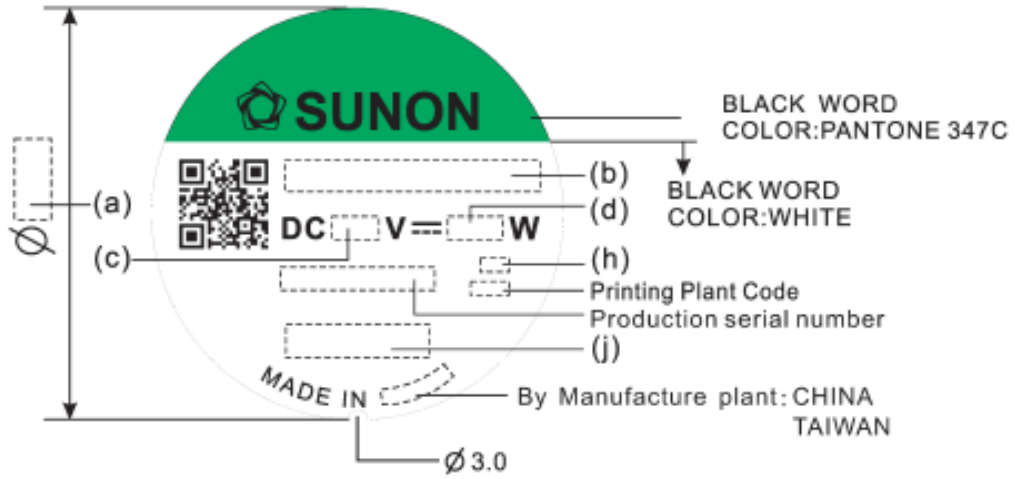 SUNON
BLACK WORD
COLOR:PANTONE 347C
BLACK WORD
COLOR:WHITE
(a)
(b)
DC V W
(d)
(c)
(h)
Printing Plant Code
Production serial number
(j)
MADE IN
By Manufacture plant: CHINA
TAIWAN
Ø
Ø 3.0